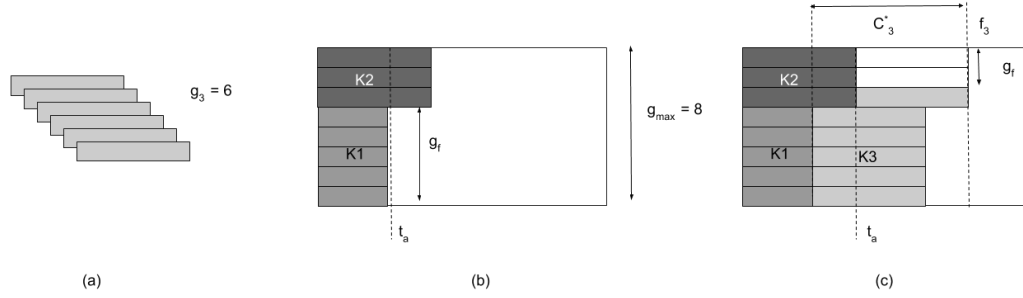 g₃ = 6
(a)
K2
K1
g_f
g_max = 8
t_a
(b)
C*₃
f₃
K2
g_f
K1
K3
t_a
(c)